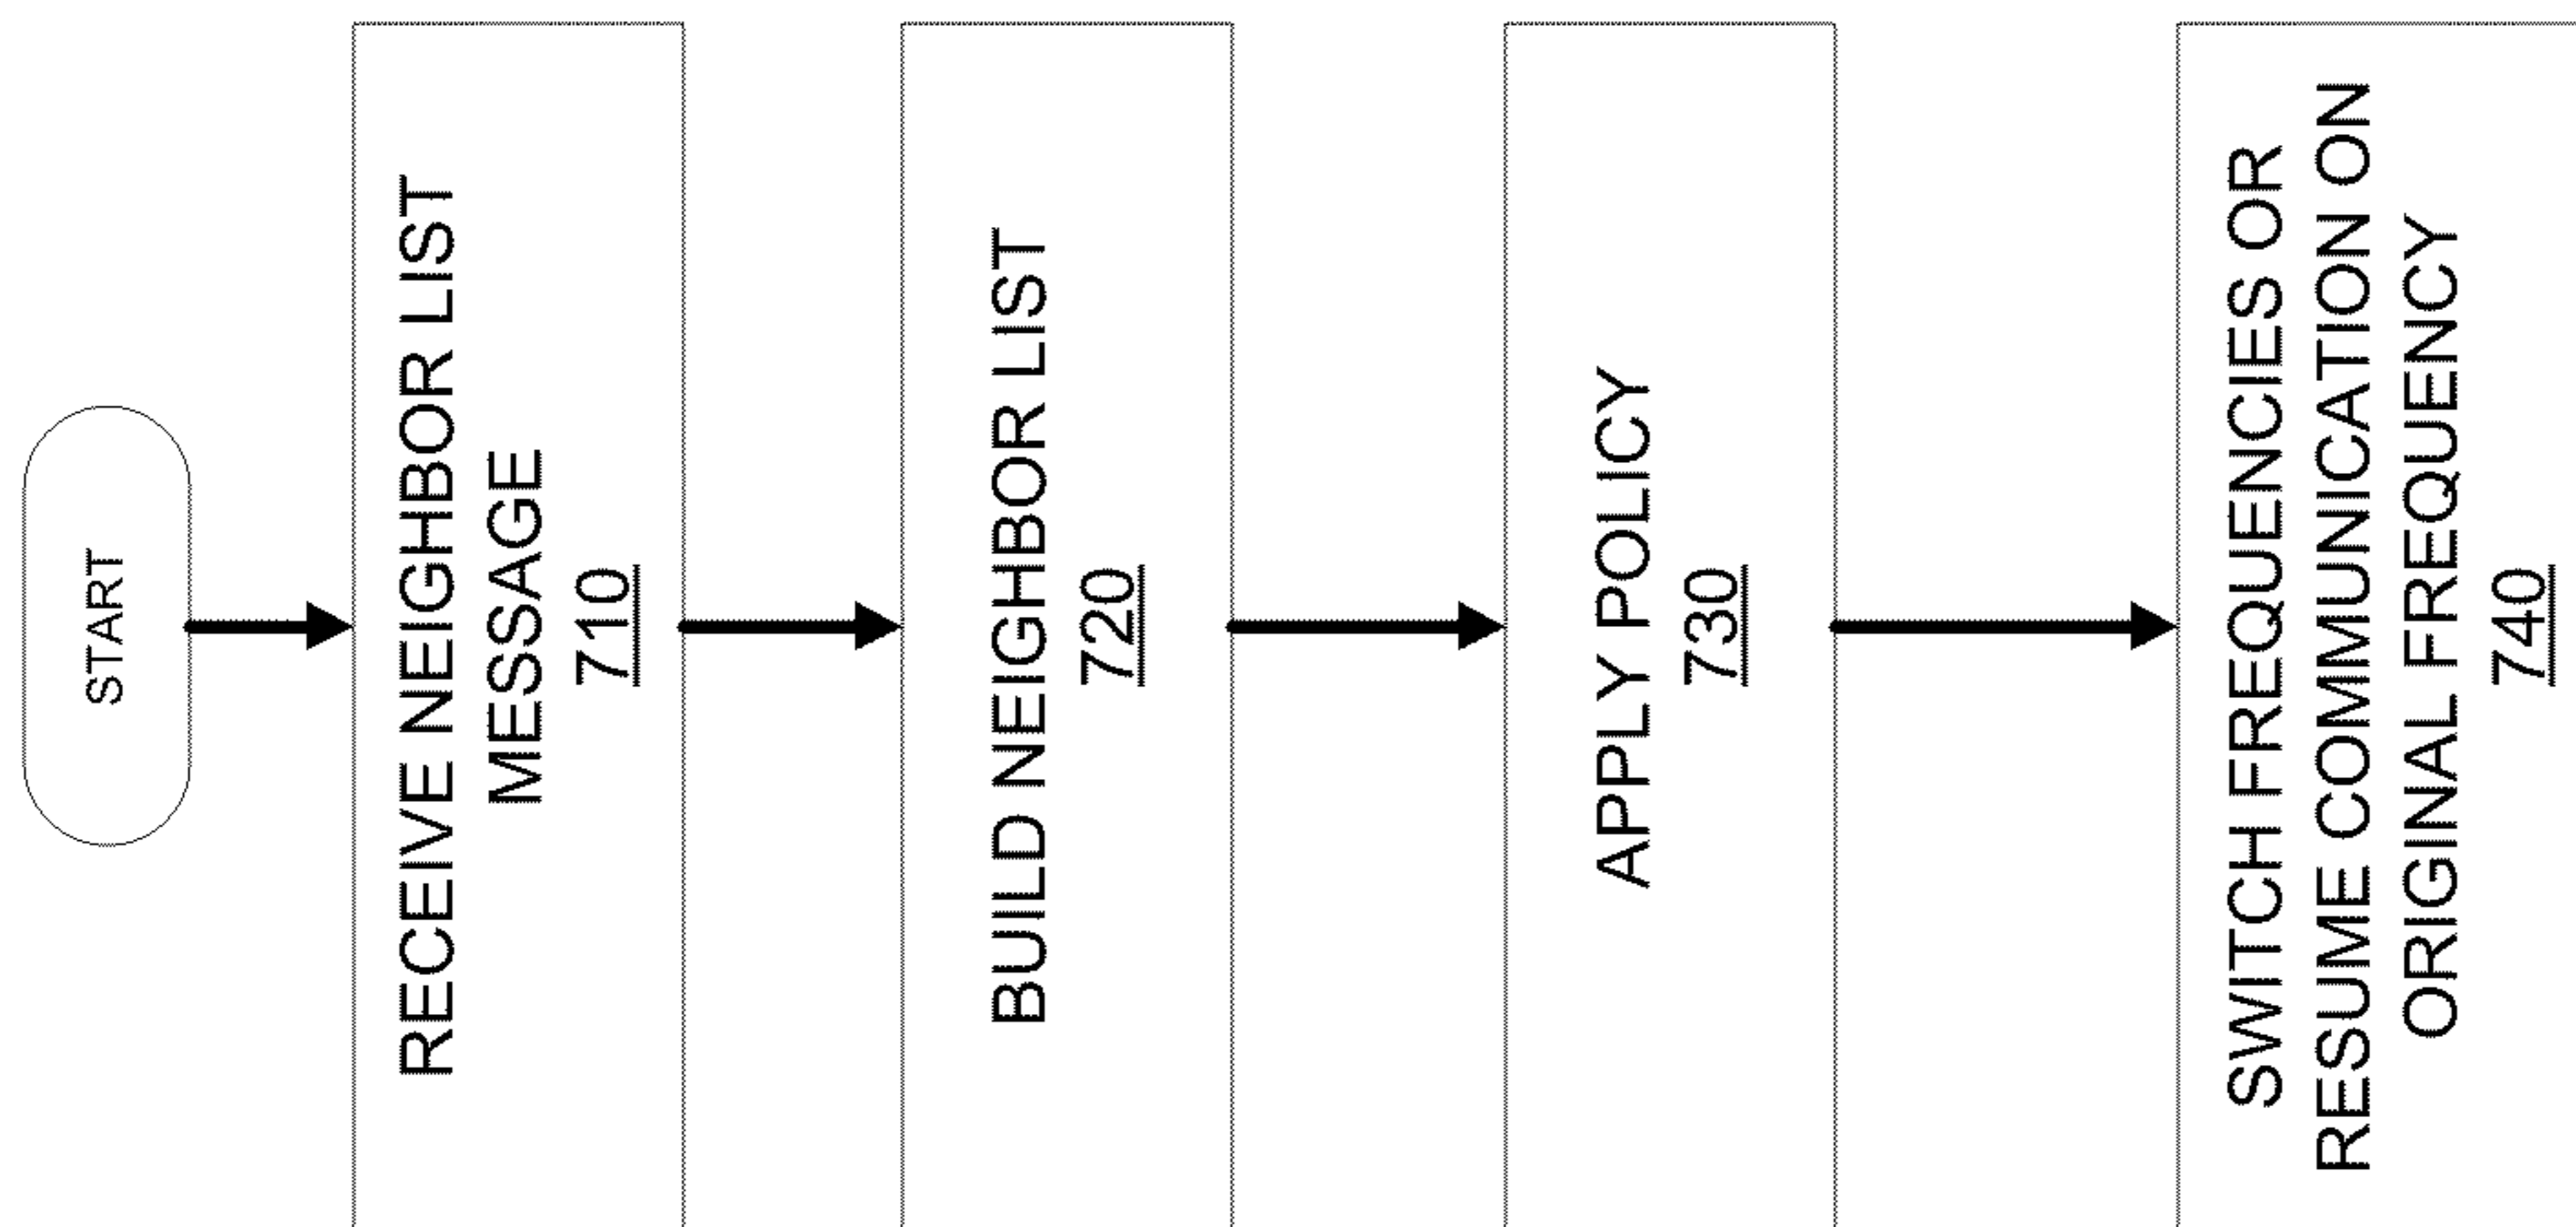 START
RECEIVE NEIGHBOR LIST
MESSAGE
710
BUILD NEIGHBOR LIST
720
APPLY POLICY
730
SWITCH FREQUENCIES OR
RESUME COMMUNICATION ON
ORIGINAL FREQUENCY
740